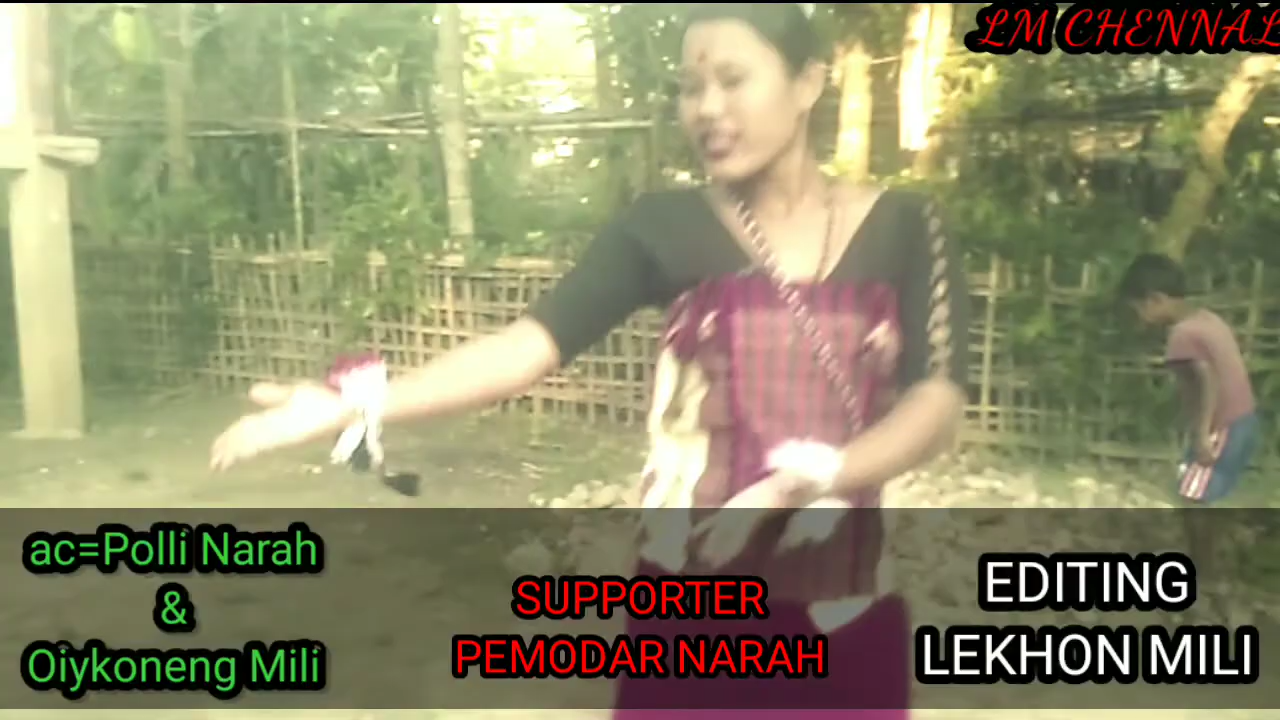 LM CHENNAL
ac=Polli Narah
&
Oiykoneng Mili
SUPPORTER
PEMODAR NARAH
EDITING
LEKHON MILI